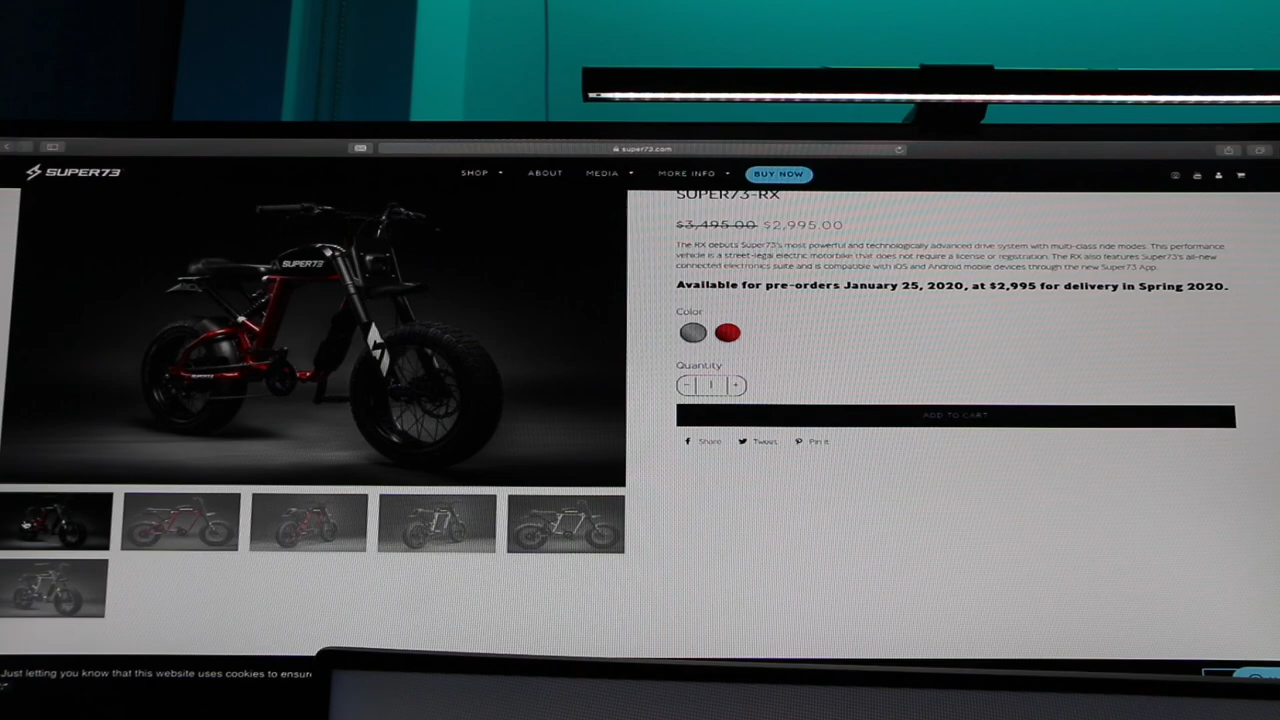 super73.com
SUPER73
SHOP
ABOUT
MEDIA
MORE INFO
BUY NOW
SUPER73-RX
$3,495.00 $2,995.00
The RX debuts Super73's most powerful and technologically advanced drive system with multi-class ride modes. This performance
vehicle is a street-legal electric motorbike that does not require a license or registration. The RX also features Super73's all-new
connected electronics suite and is compatible with iOS and Android mobile devices through the new Super73 App.
Available for pre-orders January 25, 2020, at $2,995 for delivery in Spring 2020.
SUPER73
Color
Quantity
- 1 +
ADD TO CART
Share
Tweet
Pin it
Just letting you know that this website uses cookies to ensure